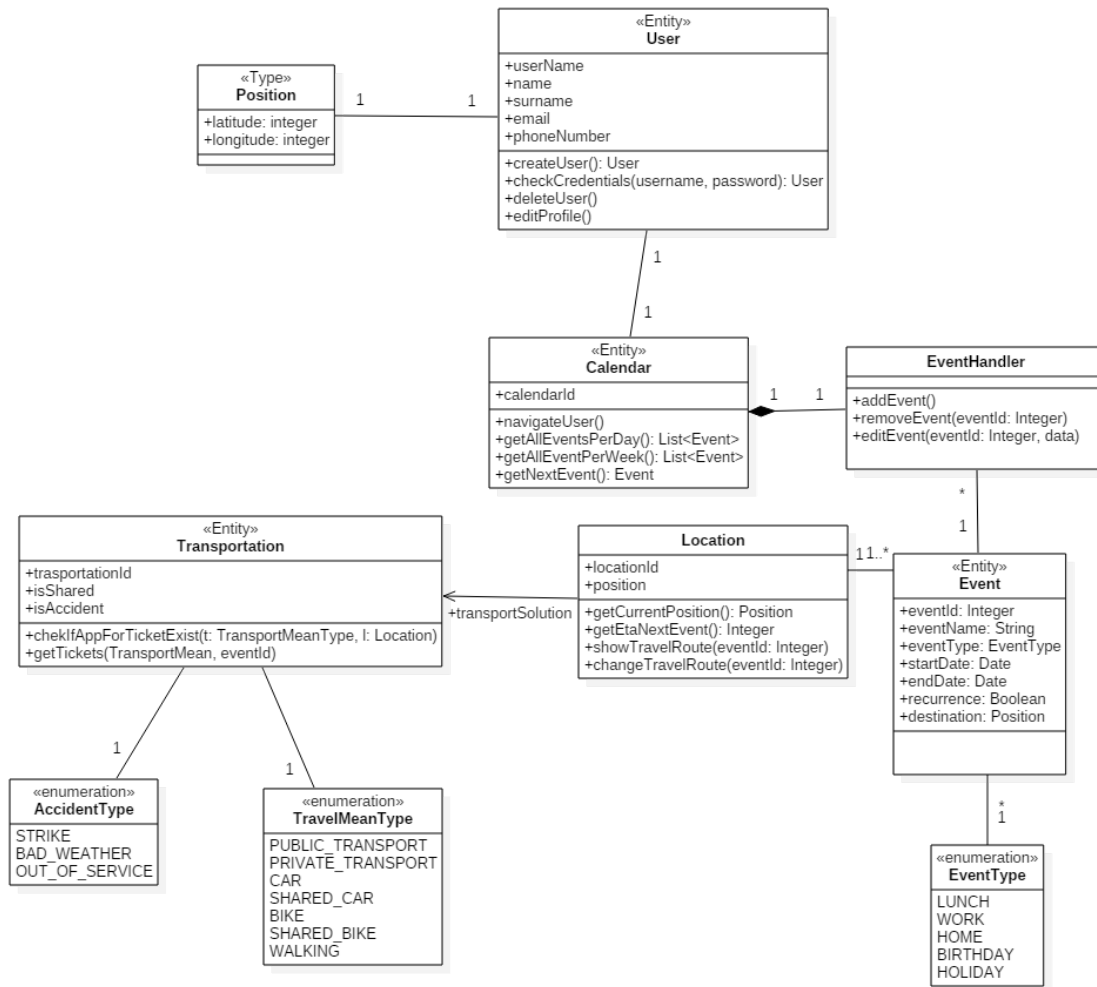 «Entity»
User
+userName
+name
+surname
+email
+phoneNumber
+createUser(): User
+checkCredentials(username, password): User
+deleteUser()
+editProfile()
«Type»
Position
+latitude: integer
+longitude: integer
1
1
1
1
«Entity»
Calendar
+calendarId
+navigateUser()
+getAllEventsPerDay(): List<Event>
+getAllEventPerWeek(): List<Event>
+getNextEvent(): Event
1
1
EventHandler
+addEvent()
+removeEvent(eventId: Integer)
+editEvent(eventId: Integer, data)
*
1
«Entity»
Transportation
+trasportationId
+isShared
+isAccident
+chekIfAppForTicketExist(t: TransportMeanType, l: Location)
+getTickets(TransportMean, eventId)
+transportSolution
Location
+locationId
+position
+getCurrentPosition(): Position
+getEtaNextEvent(): Integer
+showTravelRoute(eventId: Integer)
+changeTravelRoute(eventId: Integer)
1
1..*
«Entity»
Event
+eventId: Integer
+eventName: String
+eventType: EventType
+startDate: Date
+endDate: Date
+recurrence: Boolean
+destination: Position
1
1
*
1
«enumeration»
AccidentType
STRIKE
BAD_WEATHER
OUT_OF_SERVICE
«enumeration»
TravelMeanType
PUBLIC_TRANSPORT
PRIVATE_TRANSPORT
CAR
SHARED_CAR
BIKE
SHARED_BIKE
WALKING
«enumeration»
EventType
LUNCH
WORK
HOME
BIRTHDAY
HOLIDAY